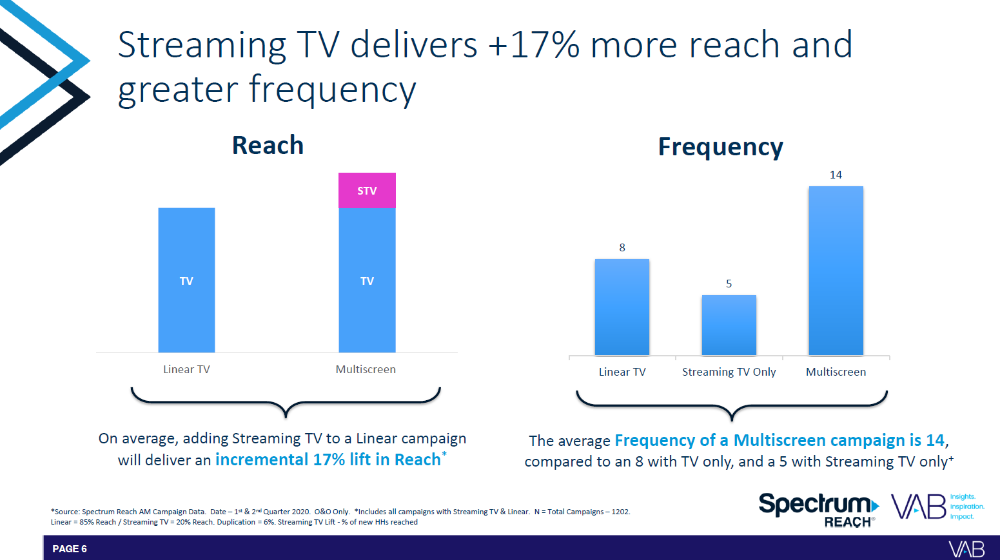 Streaming TV delivers +17% more reach and
greater frequency
Reach
STV
TV
TV
Linear TV
Multiscreen
On average, adding Streaming TV to a Linear campaign
will deliver an incremental 17% lift in Reach*
Frequency
14
8
5
Linear TV
Streaming TV Only
Multiscreen
The average Frequency of a Multiscreen campaign is 14,
compared to an 8 with TV only, and a 5 with Streaming TV only+
*Source: Spectrum Reach AM Campaign Data. Date – 1st & 2nd Quarter 2020. O&O Only. *Includes all campaigns with Streaming TV & Linear. N = Total Campaigns – 1202.
Linear = 85% Reach / Streaming TV = 20% Reach. Duplication = 6%. Streaming TV Lift - % of new HHs reached
Spectrum
REACH®
VAB
Insights.
Inspiration.
Impact.
PAGE 6
VAB